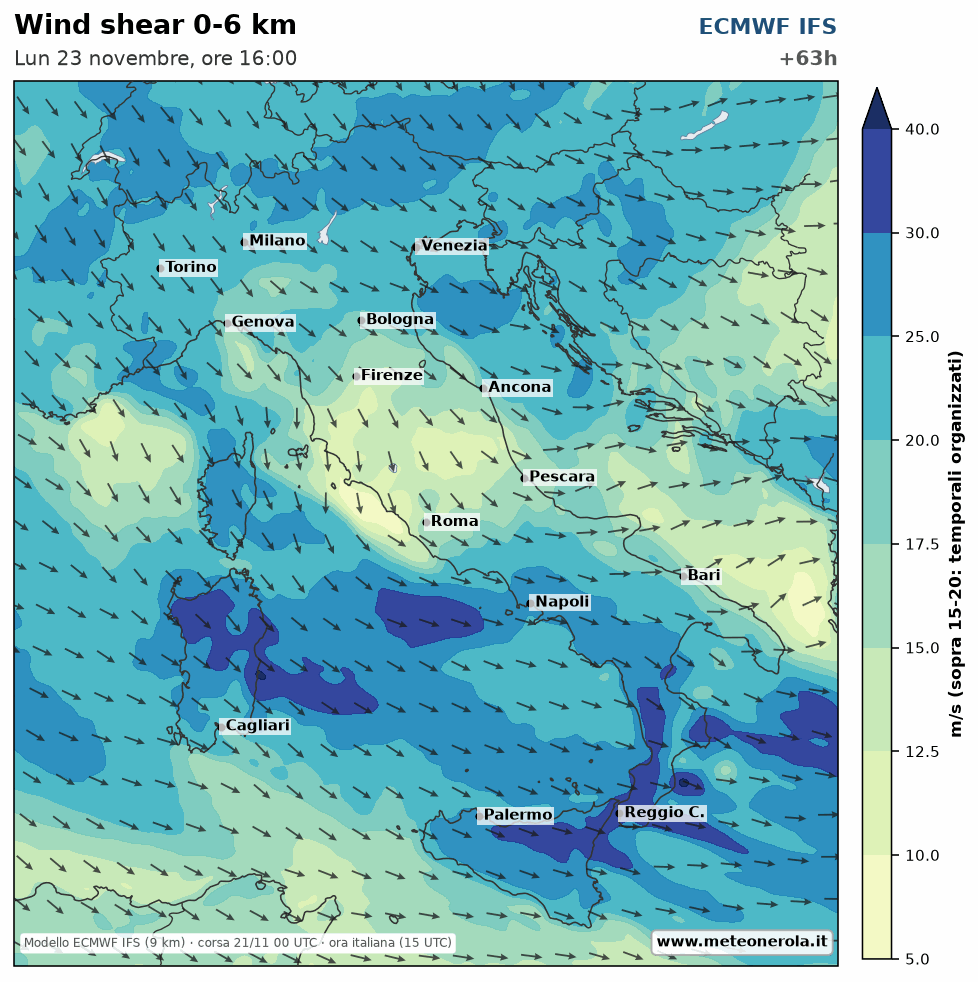 Wind shear 0-6 km
ECMWF IFS
Lun 23 novembre, ore 16:00
+63h
40.0
Milano
Venezia
30.0
Torino
Genova
Bologna
25.0
Firenze
Ancona
20.0
Pescara
Roma
17.5
Bari
Napoli
15.0
Cagliari
12.5
Palermo
Reggio C.
10.0
Modello ECMWF IFS (9 km) · corsa 21/11 00 UTC · ora italiana (15 UTC)
www.meteonerola.it
5.0
m/s (sopra 15-20: temporali organizzati)